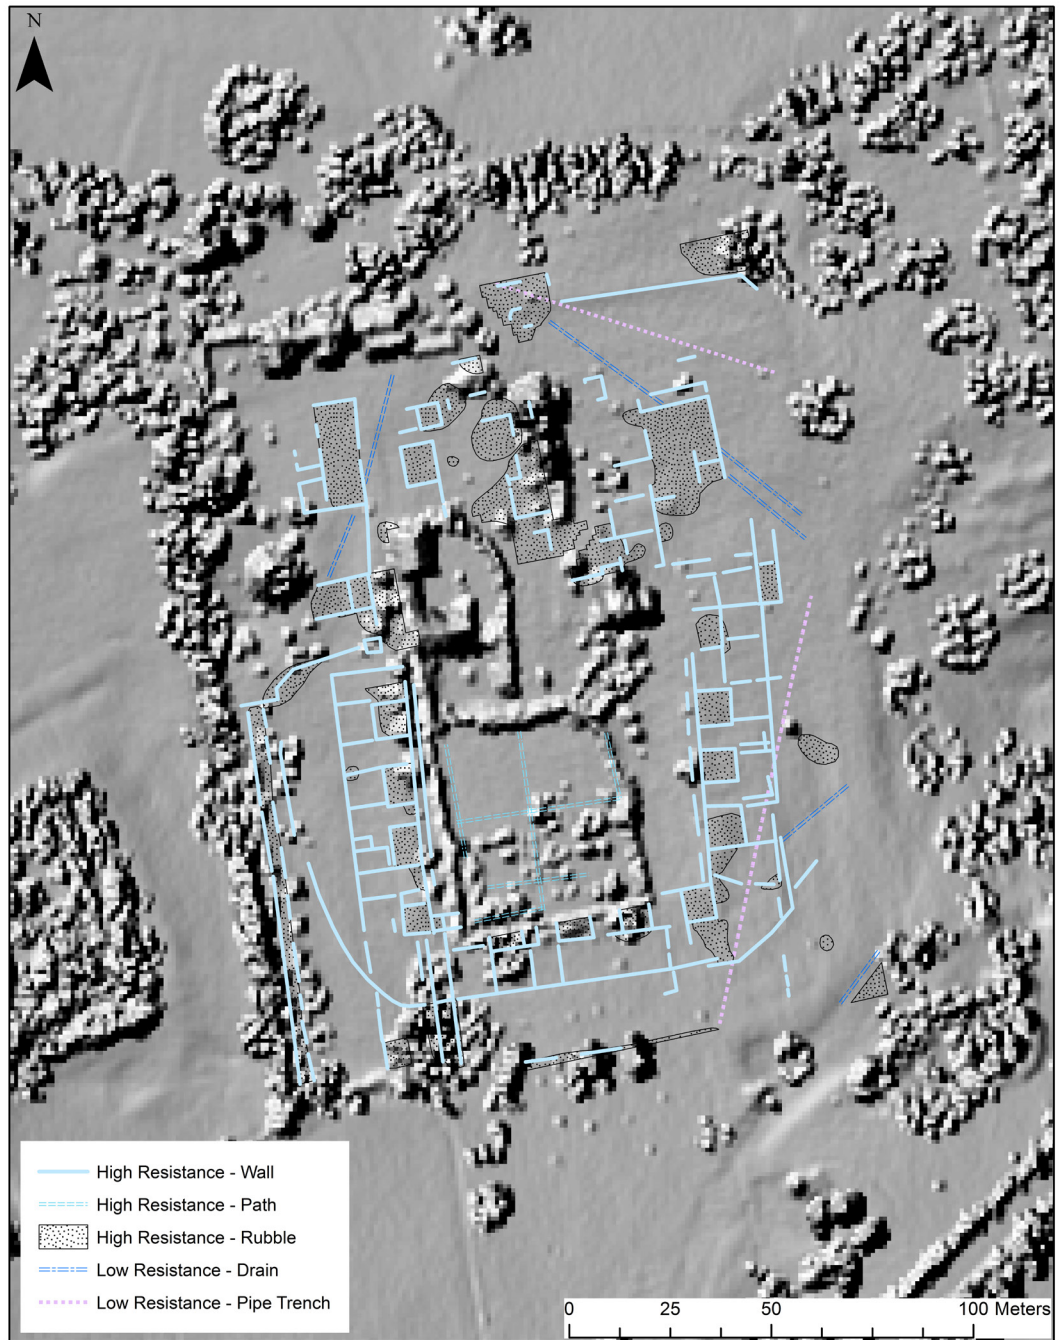 N
High Resistance - Wall
High Resistance - Path
High Resistance - Rubble
Low Resistance - Drain
Low Resistance - Pipe Trench
0 25 50 100 Meters